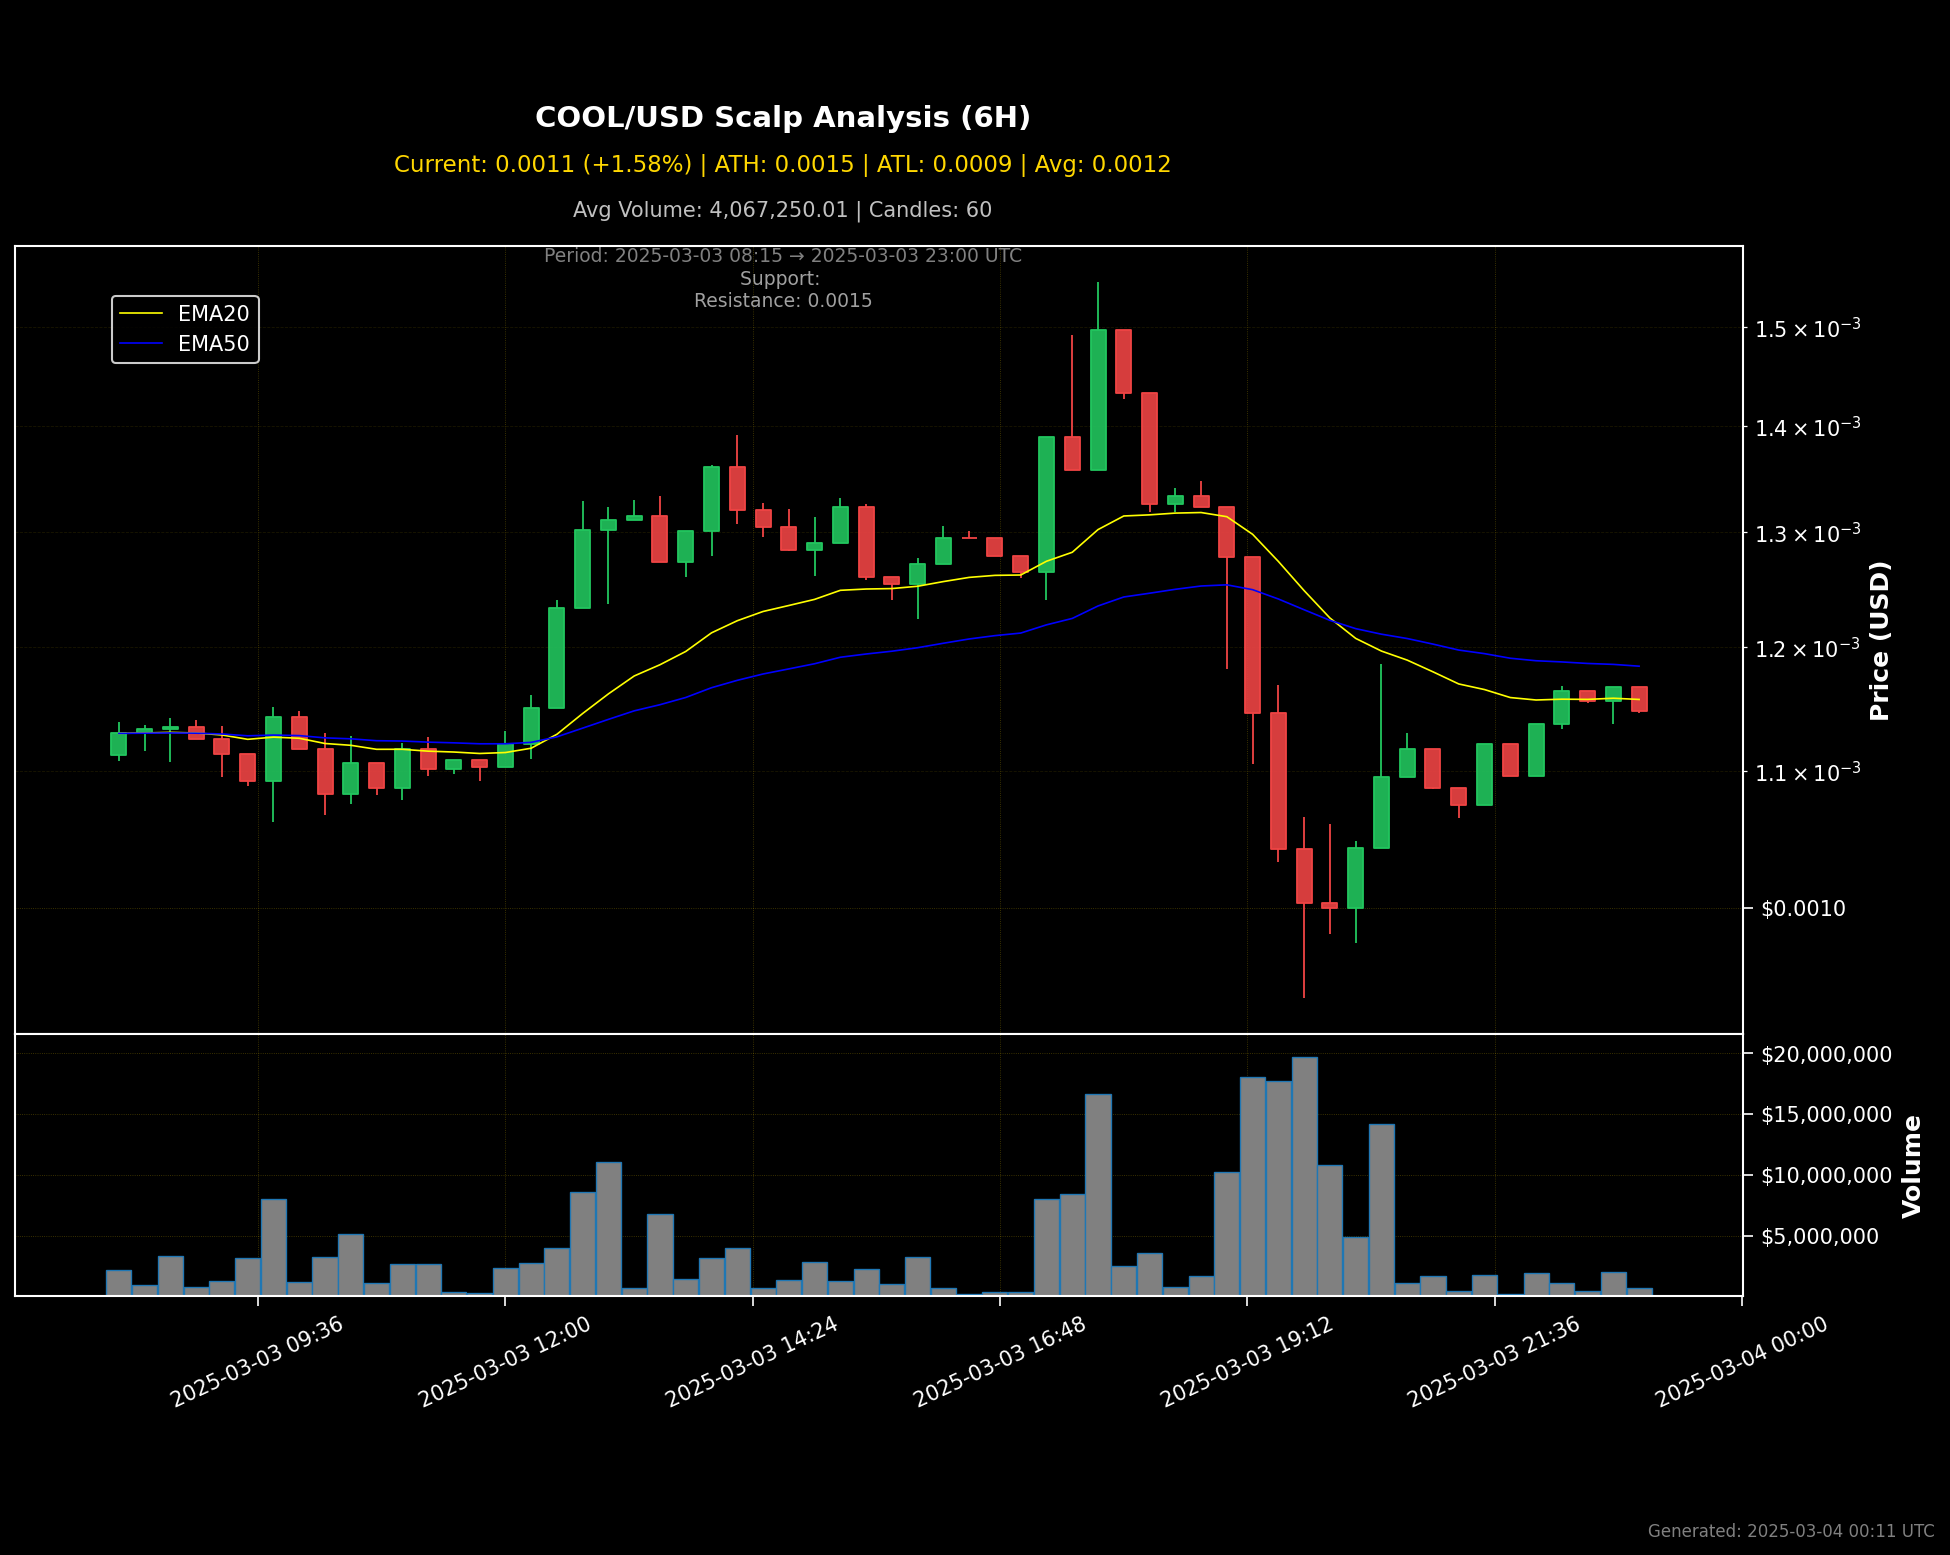 COOL/USD Scalp Analysis (6H)
Current: 0.0011 (+1.58%) | ATH: 0.0015 | ATL: 0.0009 | Avg: 0.0012
Avg Volume: 4,067,250.01 | Candles: 60
Period: 2025-03-03 08:15 → 2025-03-03 23:00 UTC
Support:
Resistance: 0.0015
EMA20
EMA50
1.5 × 10⁻³
1.4 × 10⁻³
1.3 × 10⁻³
1.2 × 10⁻³
1.1 × 10⁻³
$0.0010
Price (USD)
$20,000,000
$15,000,000
$10,000,000
$5,000,000
Volume
2025-03-03 09:36
2025-03-03 12:00
2025-03-03 14:24
2025-03-03 16:48
2025-03-03 19:12
2025-03-03 21:36
2025-03-04 00:00
Generated: 2025-03-04 00:11 UTC